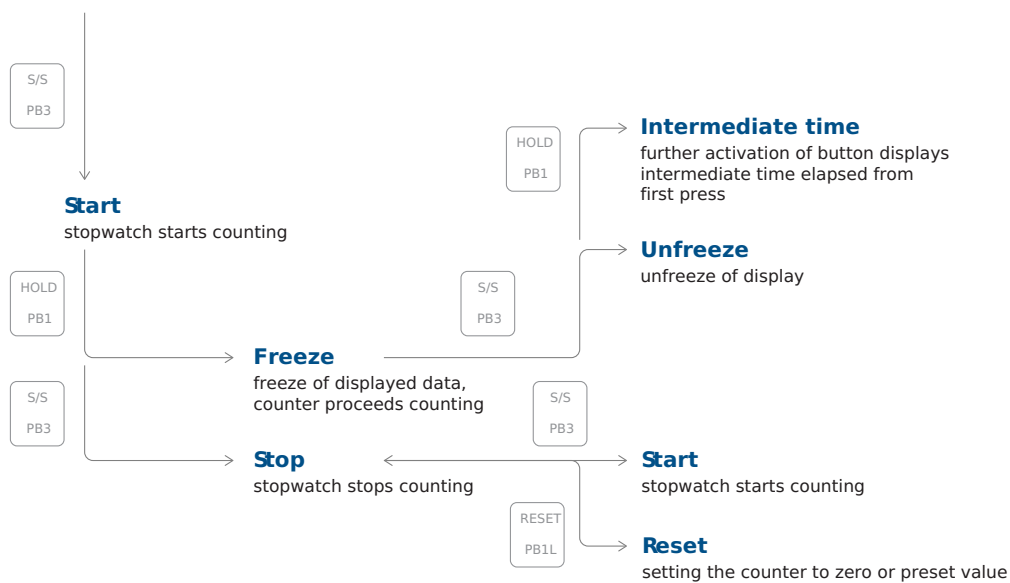 S/S
PB3
HOLD
PB1
Intermediate time
further activation of button displays
intermediate time elapsed from
first press
Start
stopwatch starts counting
Unfreeze
unfreeze of display
HOLD
PB1
S/S
PB3
Freeze
freeze of displayed data,
counter proceeds counting
S/S
PB3
S/S
PB3
Stop
stopwatch stops counting
Start
stopwatch starts counting
RESET
PB1L
Reset
setting the counter to zero or preset value